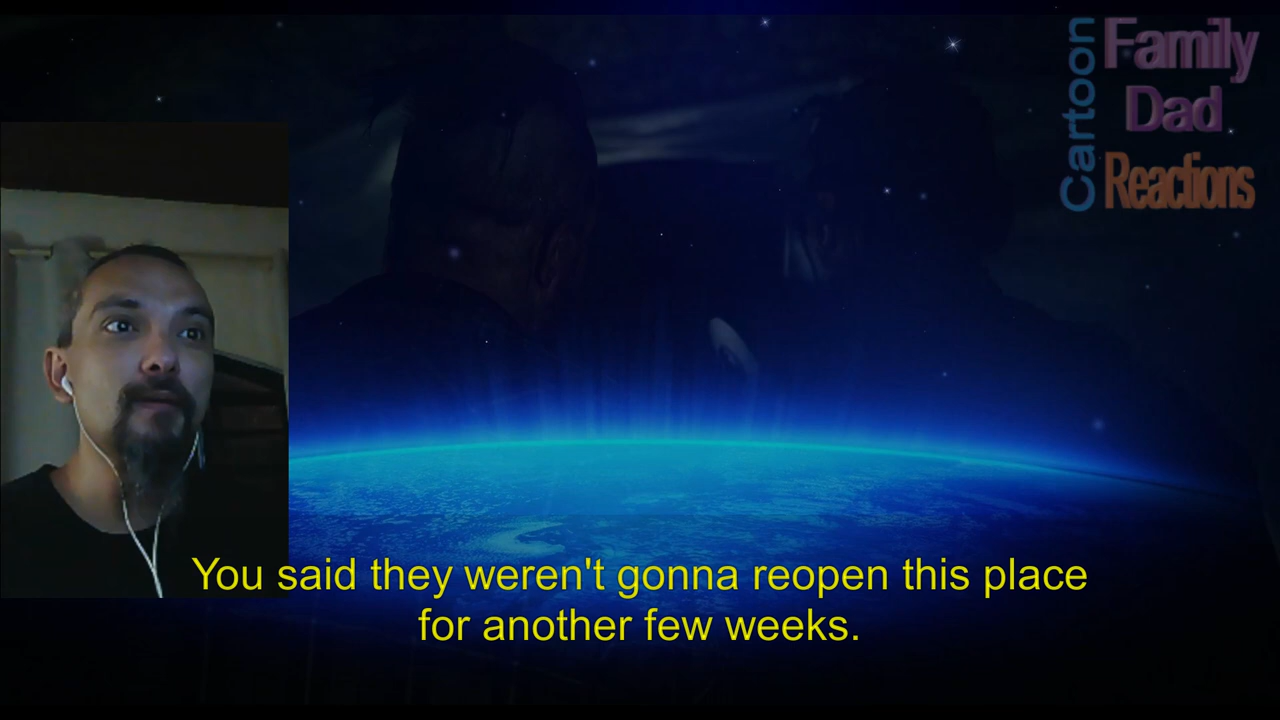 Cartoon
Family
Dad
Reactions
You said they weren't gonna reopen this place
for another few weeks.